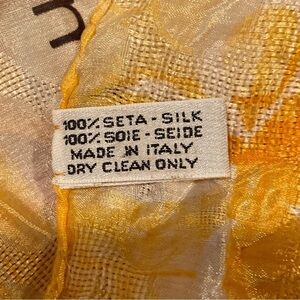 100% SETA - SILK
100% SOIE - SEIDE
MADE IN ITALY
DRY CLEAN ONLY